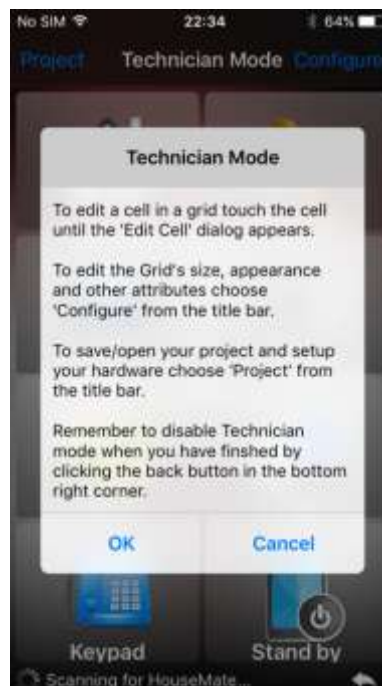 No SIM 22:34 64%
Project Technician Mode Configure
Technician Mode
To edit a cell in a grid touch the cell
until the 'Edit Cell' dialog appears.
To edit the Grid's size, appearance
and other attributes choose
'Configure' from the title bar.
To save/open your project and setup
your hardware choose 'Project' from
the title bar.
Remember to disable Technician
mode when you have finshed by
clicking the back button in the bottom
right corner.
OK Cancel
Keypad Stand by
Scanning for HouseMate...